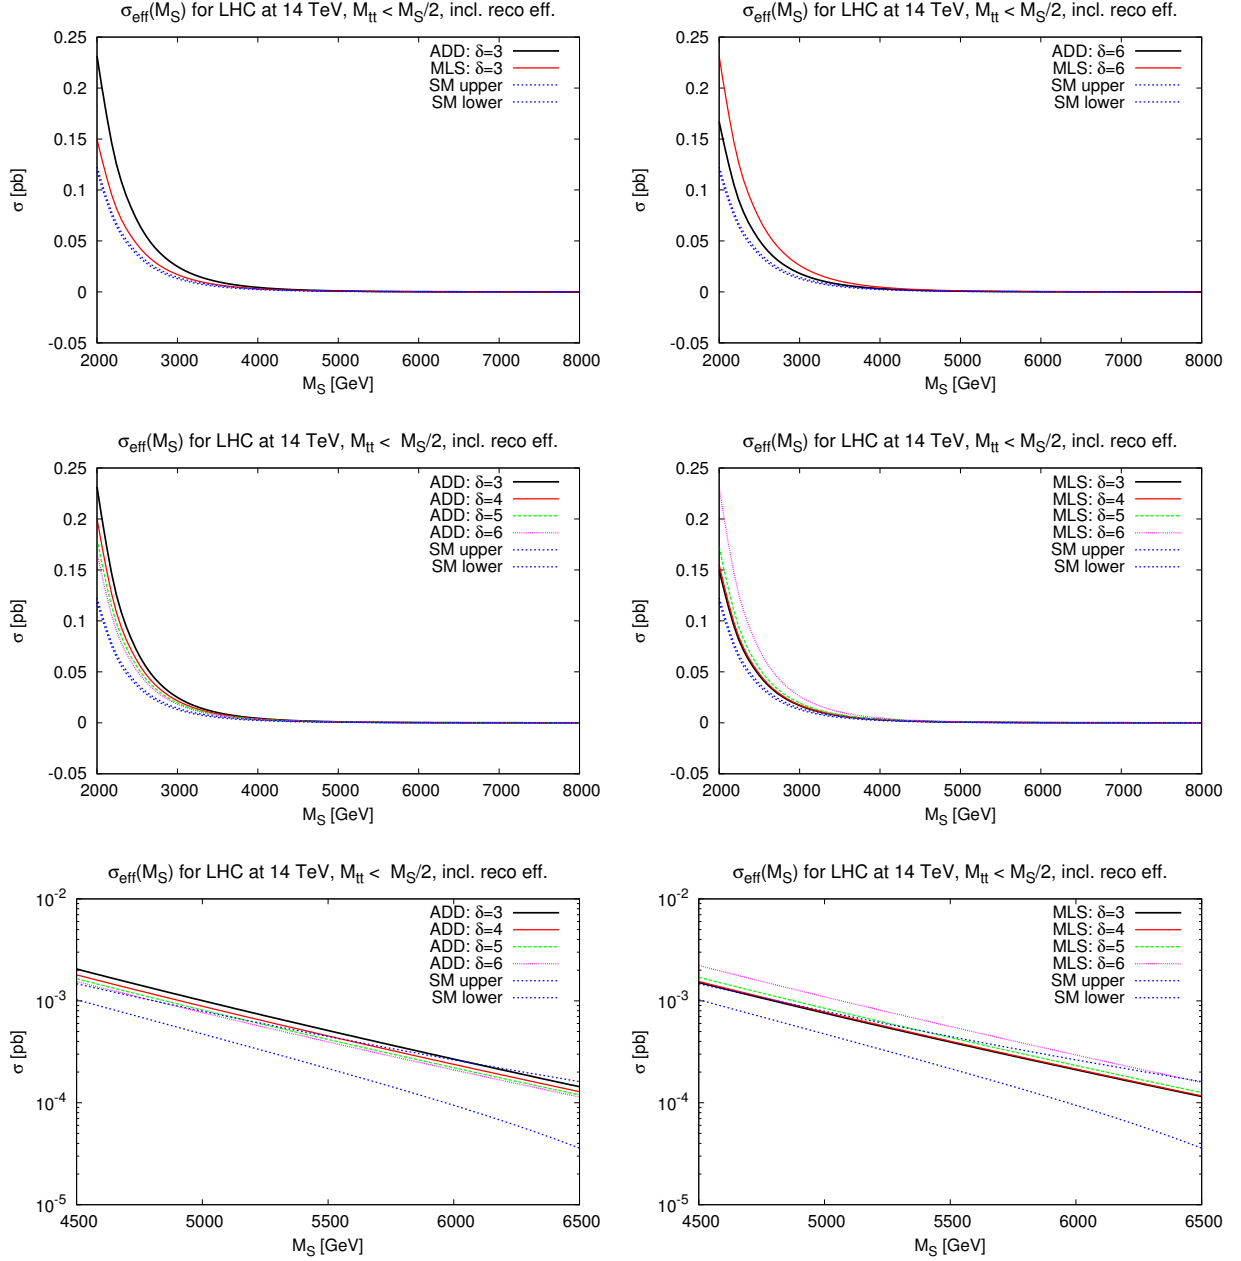 σeff(MS) for LHC at 14 TeV, Mtt < MS/2, incl. reco eff.
0.25
0.2
0.15
0.1
0.05
0
-0.05
σ [pb]
ADD: δ=3
MLS: δ=3
SM upper
SM lower
2000 3000 4000 5000 6000 7000 8000
MS [GeV]
σeff(MS) for LHC at 14 TeV, Mtt < MS/2, incl. reco eff.
0.25
0.2
0.15
0.1
0.05
0
-0.05
σ [pb]
ADD: δ=6
MLS: δ=6
SM upper
SM lower
2000 3000 4000 5000 6000 7000 8000
MS [GeV]
σeff(MS) for LHC at 14 TeV, Mtt < MS/2, incl. reco eff.
0.25
0.2
0.15
0.1
0.05
0
-0.05
σ [pb]
ADD: δ=3
ADD: δ=4
ADD: δ=5
ADD: δ=6
SM upper
SM lower
2000 3000 4000 5000 6000 7000 8000
MS [GeV]
σeff(MS) for LHC at 14 TeV, Mtt < MS/2, incl. reco eff.
0.25
0.2
0.15
0.1
0.05
0
-0.05
σ [pb]
MLS: δ=3
MLS: δ=4
MLS: δ=5
MLS: δ=6
SM upper
SM lower
2000 3000 4000 5000 6000 7000 8000
MS [GeV]
σeff(MS) for LHC at 14 TeV, Mtt < MS/2, incl. reco eff.
10-2
10-3
10-4
10-5
σ [pb]
ADD: δ=3
ADD: δ=4
ADD: δ=5
ADD: δ=6
SM upper
SM lower
4500 5000 5500 6000 6500
MS [GeV]
σeff(MS) for LHC at 14 TeV, Mtt < MS/2, incl. reco eff.
10-2
10-3
10-4
10-5
σ [pb]
MLS: δ=3
MLS: δ=4
MLS: δ=5
MLS: δ=6
SM upper
SM lower
4500 5000 5500 6000 6500
MS [GeV]